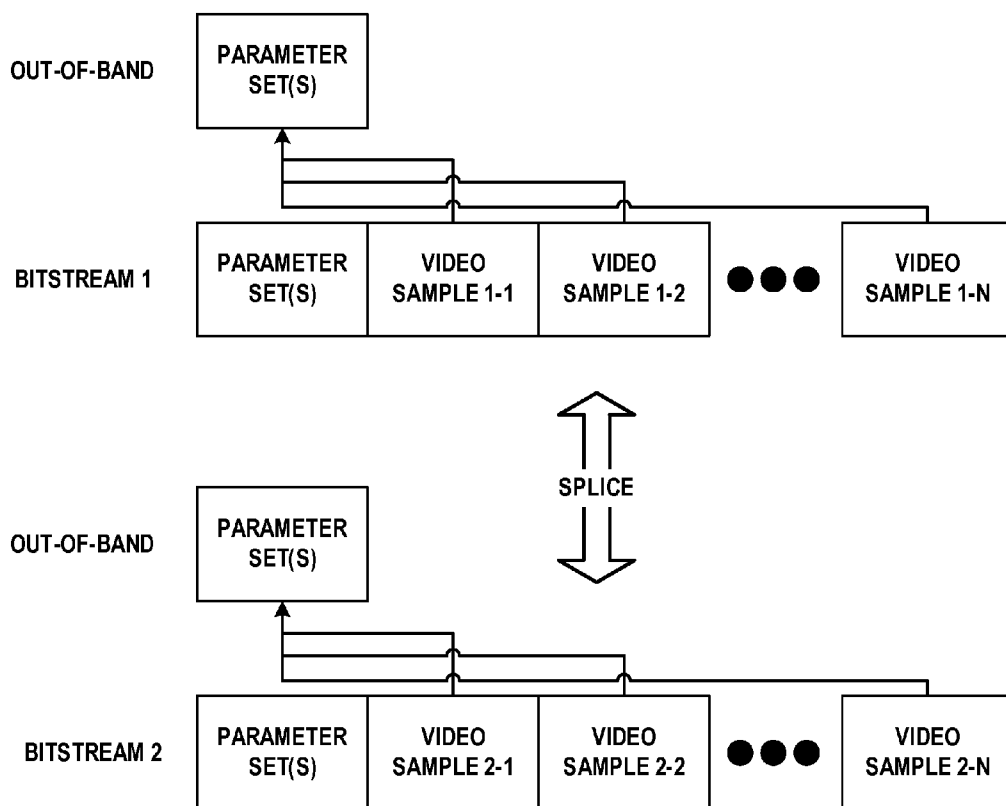 OUT-OF-BAND
PARAMETER
SET(S)
BITSTREAM 1
PARAMETER
SET(S)
VIDEO
SAMPLE 1-1
VIDEO
SAMPLE 1-2
VIDEO
SAMPLE 1-N
SPLICE
OUT-OF-BAND
PARAMETER
SET(S)
BITSTREAM 2
PARAMETER
SET(S)
VIDEO
SAMPLE 2-1
VIDEO
SAMPLE 2-2
VIDEO
SAMPLE 2-N